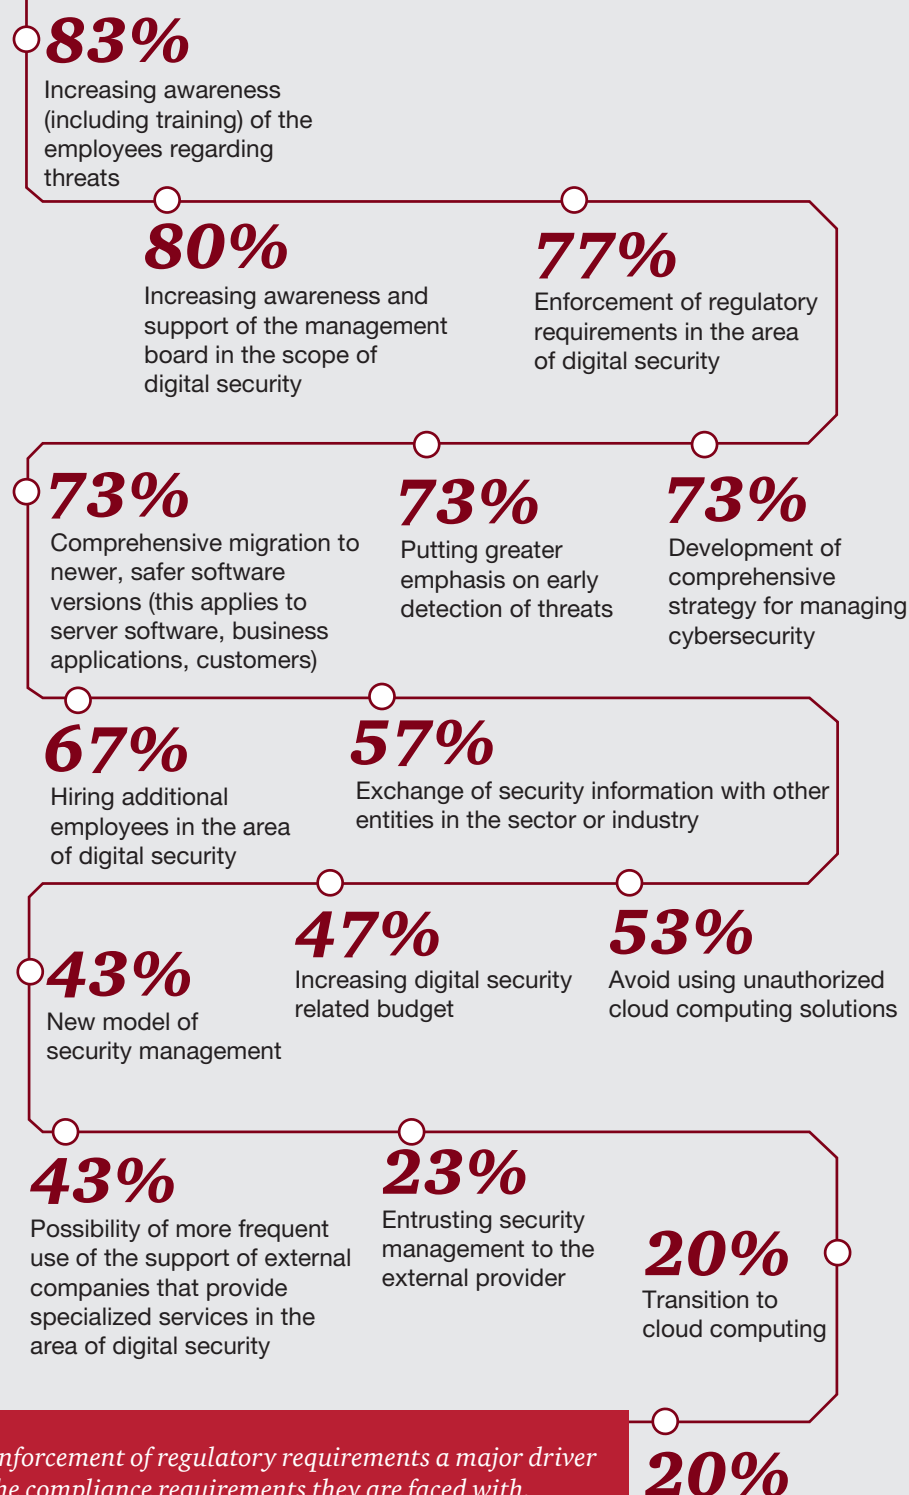 83%
Increasing awareness
(including training) of the
employees regarding
threats
80%
Increasing awareness and
support of the management
board in the scope of
digital security
77%
Enforcement of regulatory
requirements in the area
of digital security
73%
Comprehensive migration to
newer, safer software
versions (this applies to
server software, business
applications, customers)
73%
Putting greater
emphasis on early
detection of threats
73%
Development of
comprehensive
strategy for managing
cybersecurity
67%
Hiring additional
employees in the area
of digital security
57%
Exchange of security information with other
entities in the sector or industry
43%
New model of
security management
47%
Increasing digital security
related budget
53%
Avoid using unauthorized
cloud computing solutions
43%
Possibility of more frequent
use of the support of external
companies that provide
specialized services in the
area of digital security
23%
Entrusting security
management to the
external provider
20%
Transition to
cloud computing
20%
nforcement of regulatory requirements a major driver
he compliance requirements they are faced with